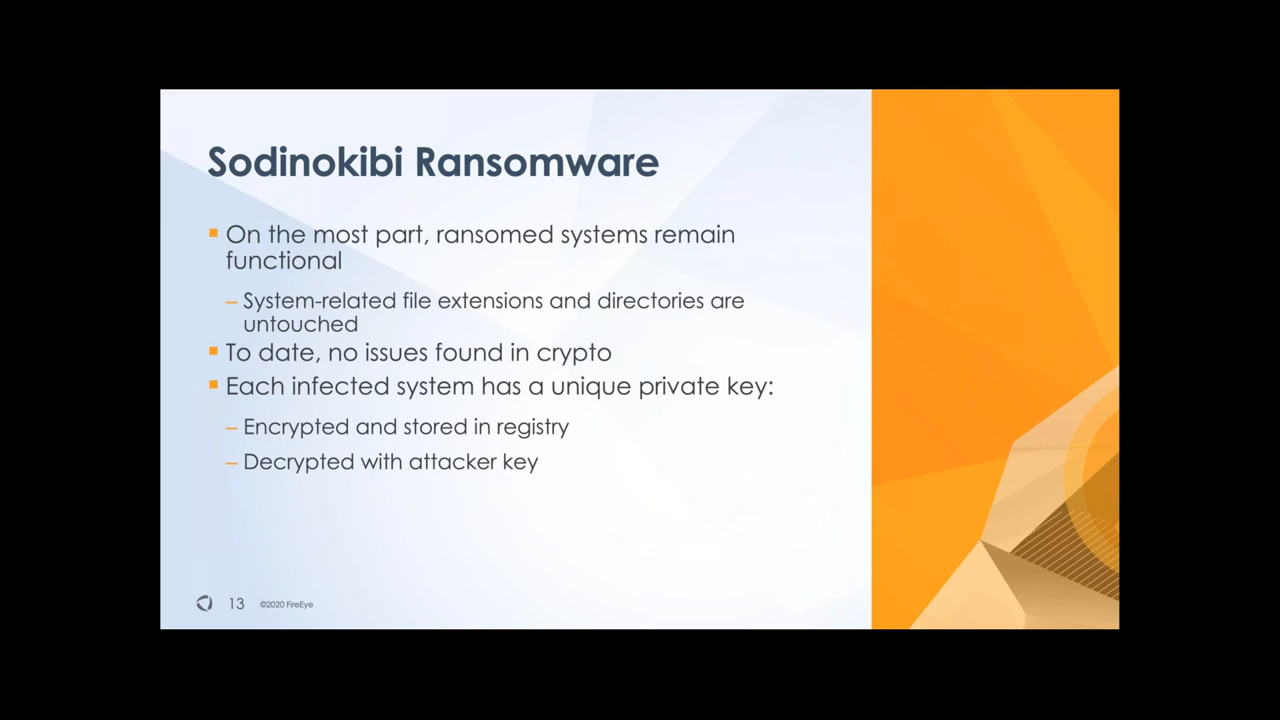 Sodinokibi Ransomware
▪ On the most part, ransomed systems remain
functional
– System-related file extensions and directories are
untouched
▪ To date, no issues found in crypto
▪ Each infected system has a unique private key:
– Encrypted and stored in registry
– Decrypted with attacker key
13 ©2020 FireEye